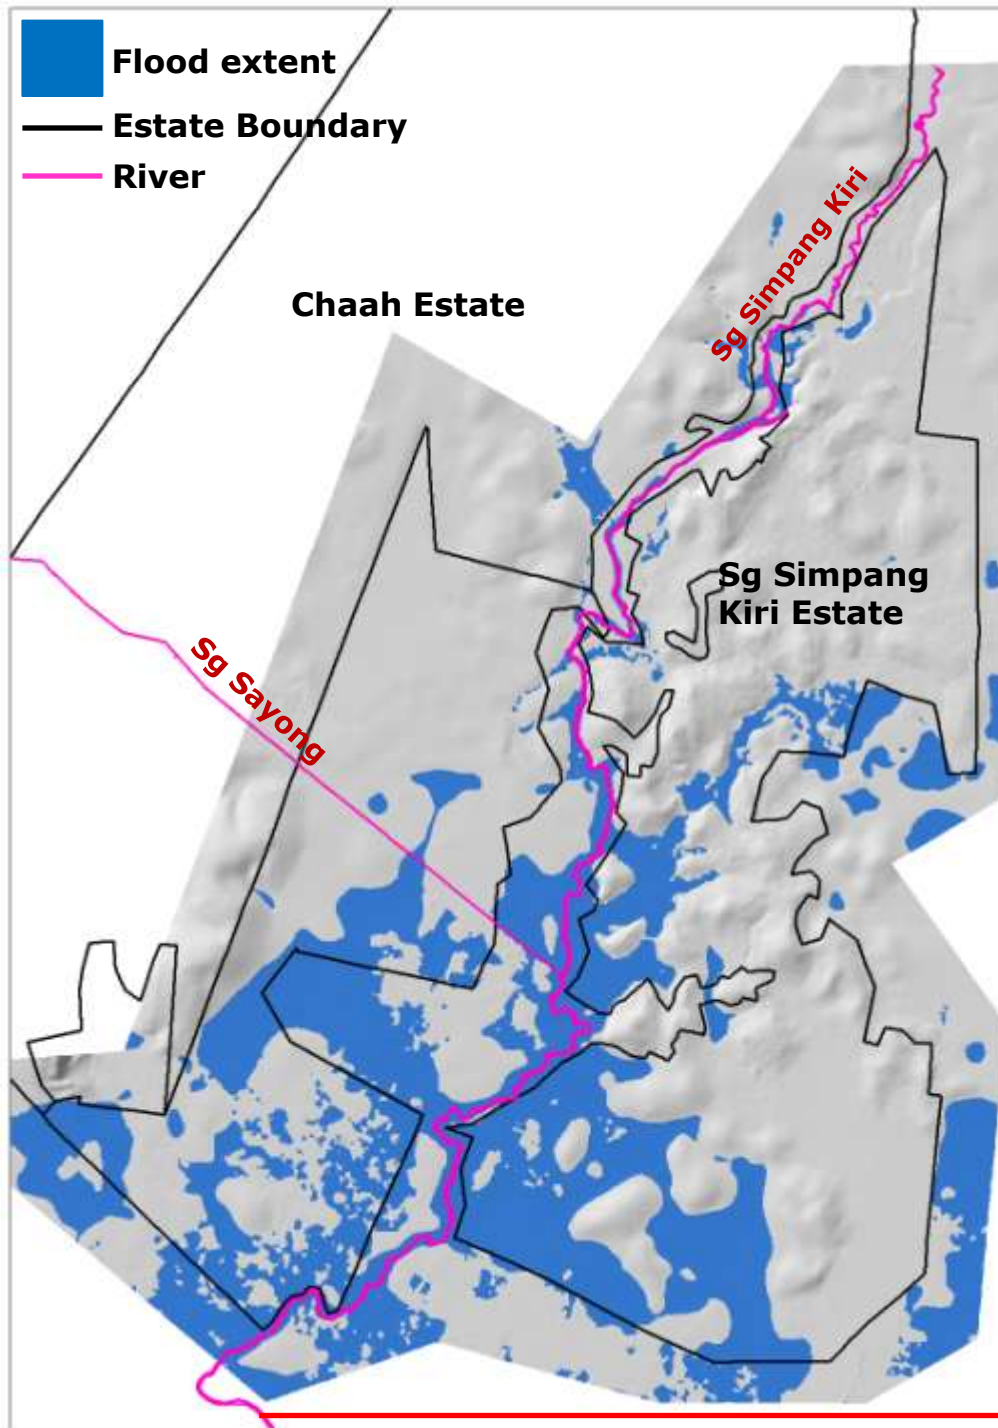 Flood extent
Estate Boundary
River
Sg Simpang Kiri
Chaah Estate
Sg Simpang
Kiri Estate
Sg Sayong